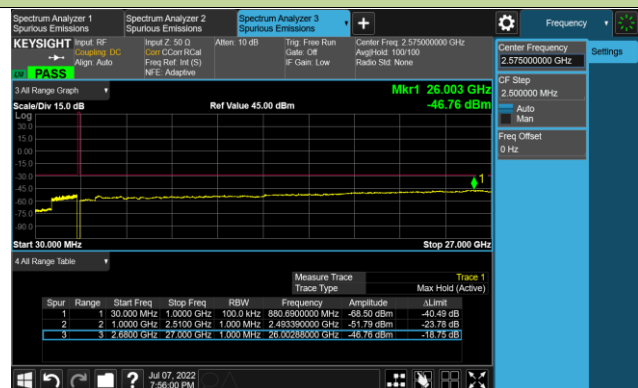 Spectrum Analyzer 1
Spurious Emissions
Spectrum Analyzer 2
Spurious Emissions
Spectrum Analyzer 3
Spurious Emissions
Frequency
KEYSIGHT
Input: RF
Coupling: DC
Align: Auto
Input Z: 50 Ω
Corr CCorr RCal
Freq Ref: Int (S)
NFE: Adaptive
Atten: 10 dB
Trig: Free Run
Gate: Off
IF Gain: Low
Center Freq: 2.575000000 GHz
Avg|Hold: 100/100
Radio Std: None
PASS
Center Frequency
2.575000000 GHz
Settings
CF Step
2.500000 MHz
Auto
Man
Freq Offset
0 Hz
3 All Range Graph
Mkr1 26.003 GHz
Scale/Div 15.0 dB
Ref Value 45.00 dBm
-46.76 dBm
Log
30.0
15.0
0.00
-15.0
-30.0
-45.0
-60.0
-75.0
-90.0
1
Start 30.000 MHz
Stop 27.000 GHz
4 All Range Table
Measure Trace Trace 1
Trace Type Max Hold (Active)
Spur Range Start Freq Stop Freq RBW Frequency Amplitude ΔLimit
1 1 30.000 MHz 1.0000 GHz 100.0 kHz 880.6900000 MHz -68.50 dBm -40.49 dB
2 2 1.0000 GHz 2.5100 GHz 1.000 MHz 2.493390000 GHz -51.79 dBm -23.78 dB
3 3 2.6800 GHz 27.000 GHz 1.000 MHz 26.00288000 GHz -46.76 dBm -18.75 dB
Jul 07, 2022
7:56:00 PM